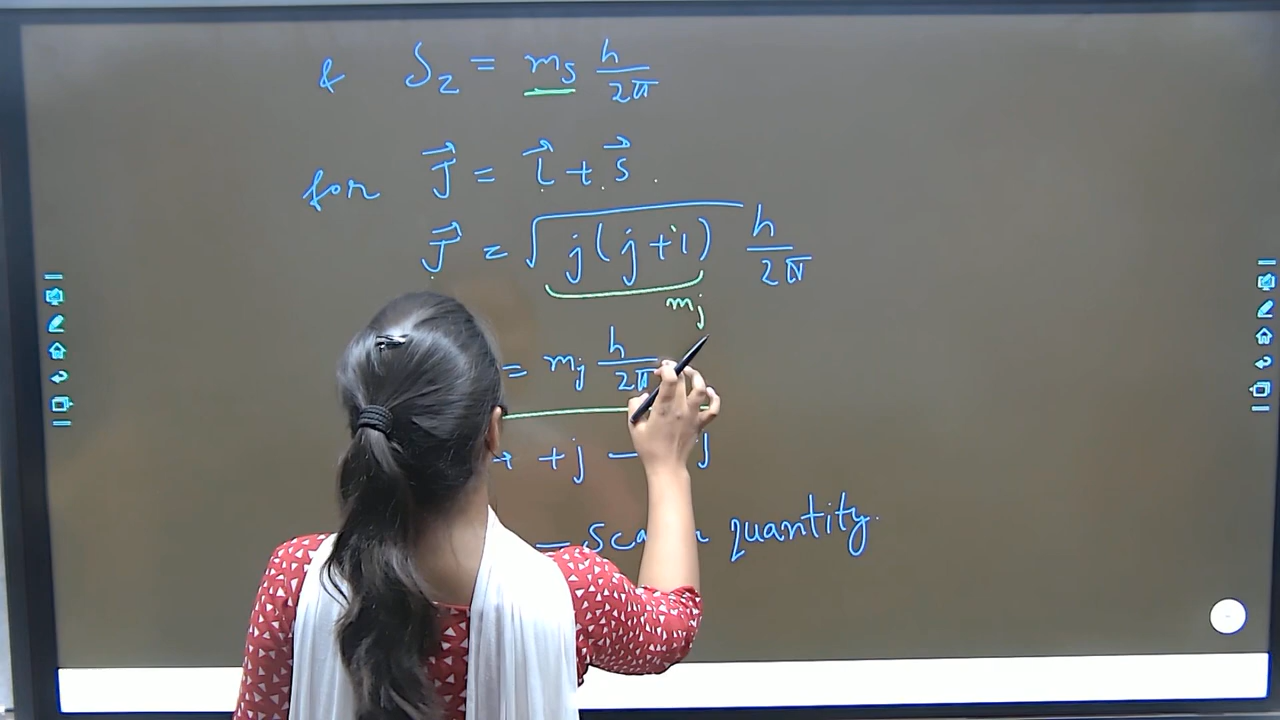 & S_z = m_s h/2π
for J⃗ = l⃗ + s⃗
J⃗ = √j(j+1) h/2π
m_j
= m_j h/2π
→ +j – j
– quantity.